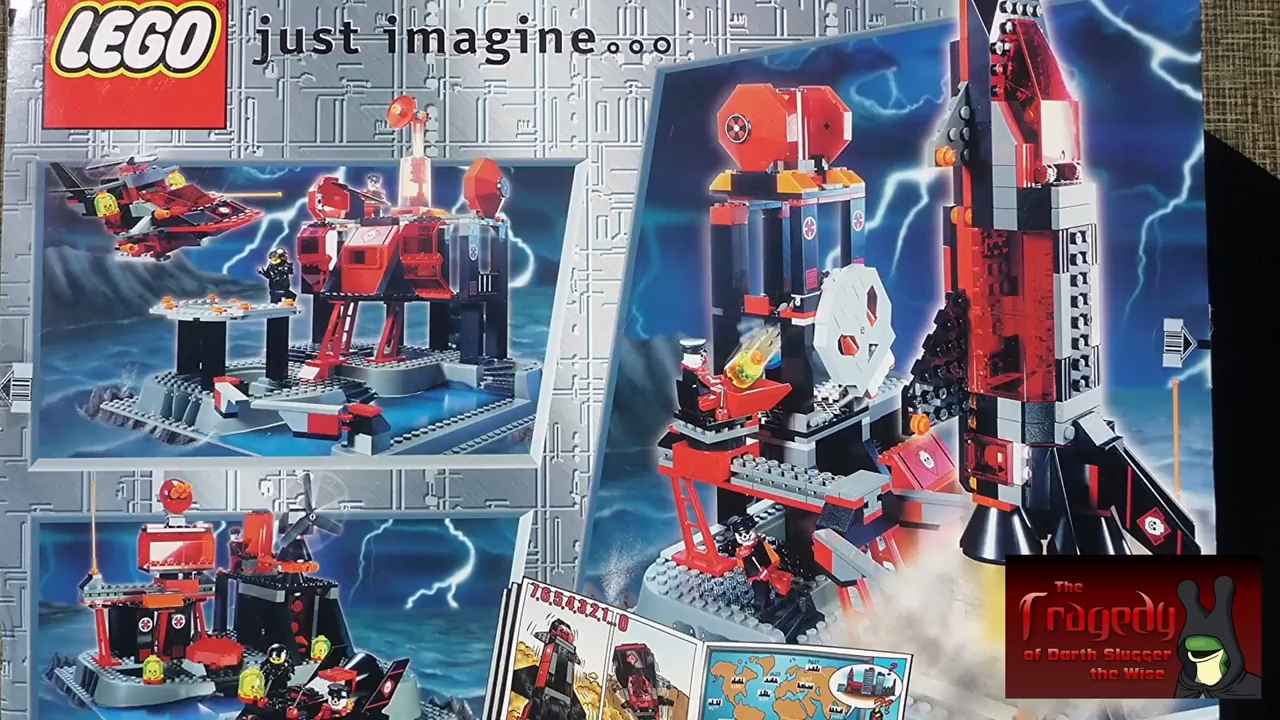 LEGO
just imagine...
7,6,5,4,3,2,1...0
The
Tragedy
of Darth Slugger
the Wise